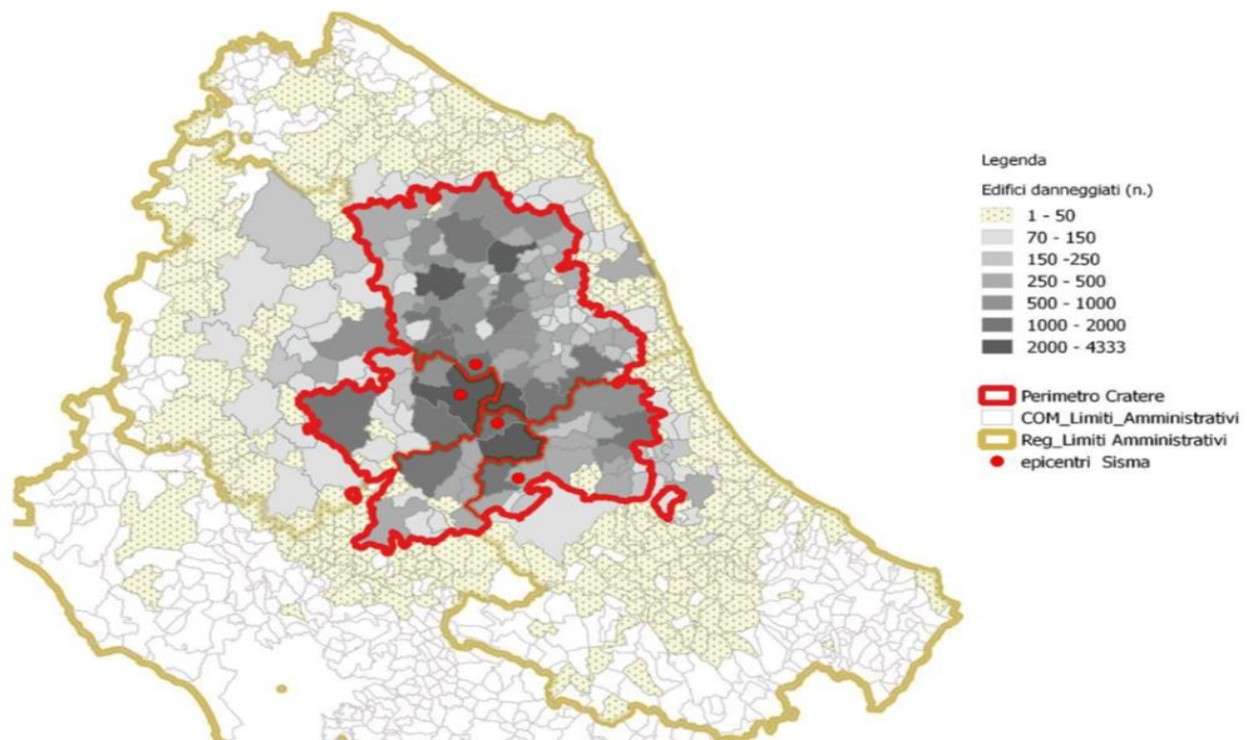 Legenda
Edifici danneggiati (n.)
1 - 50
70 - 150
150 -250
250 - 500
500 - 1000
1000 - 2000
2000 - 4333
Perimetro Cratere
COM_Limiti_Amministrativi
Reg_Limiti Amministrativi
epicentri Sisma